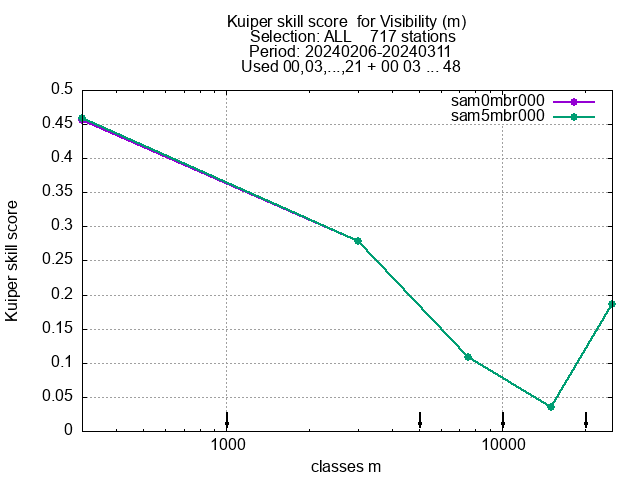 Kuiper skill score  for Visibility (m)
Selection: ALL    717 stations
Period: 20240206-20240311
Used 00,03,...,21 + 00 03 ... 48
sam0mbr000
sam5mbr000
0.5
0.45
0.4
0.35
0.3
0.25
0.2
0.15
0.1
0.05
0
Kuiper skill score
1000
10000
classes m